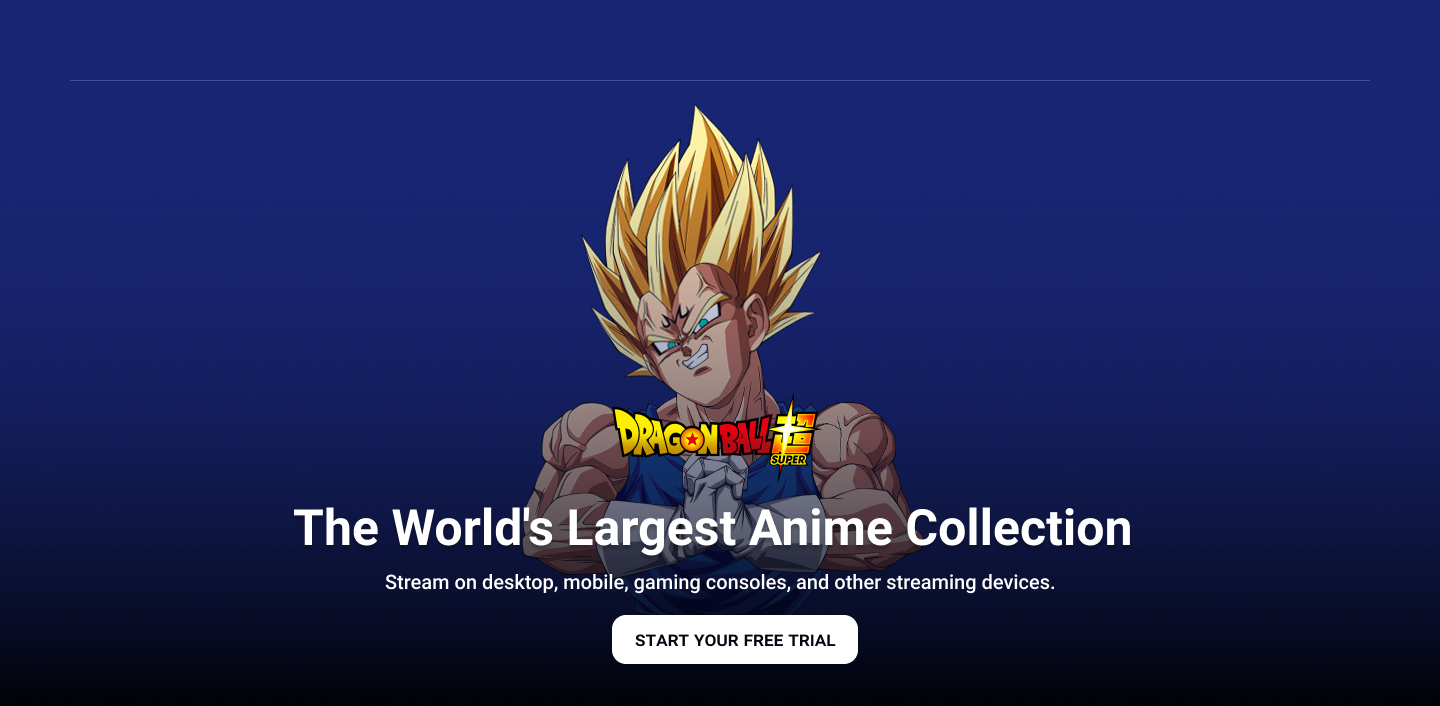 DRAGON BALL
SUPER
The World's Largest Anime Collection
Stream on desktop, mobile, gaming consoles, and other streaming devices.
START YOUR FREE TRIAL